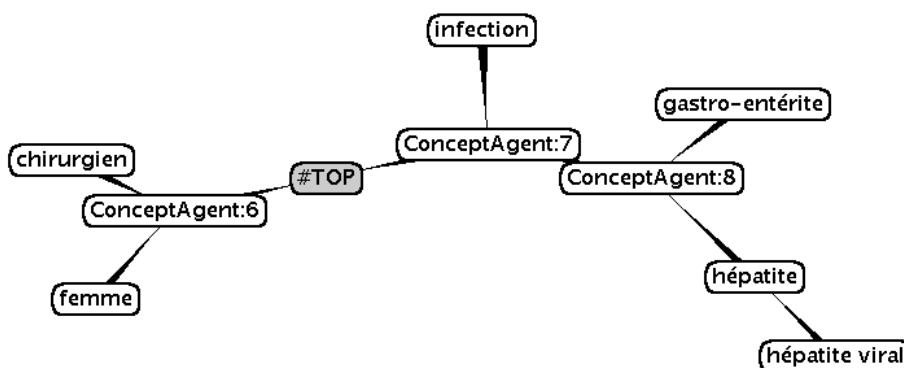 infection
gastro-entérite
ConceptAgent:7
chirurgien
#TOP
ConceptAgent:8
ConceptAgent:6
hépatite
femme
hépatite viral